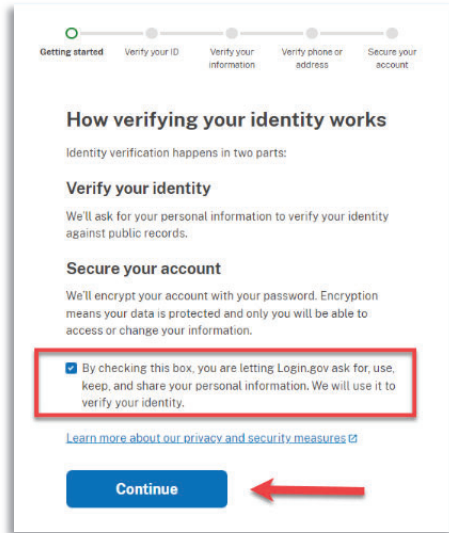 Getting started
Verify your ID
Verify your
information
Verify phone or
address
Secure your
account
How verifying your identity works
Identity verification happens in two parts:
Verify your identity
We'll ask for your personal information to verify your identity
against public records.
Secure your account
We'll encrypt your account with your password. Encryption
means your data is protected and only you will be able to
access or change your information.
By checking this box, you are letting Login.gov ask for, use,
keep, and share your personal information. We will use it to
verify your identity.
Learn more about our privacy and security measures
Continue